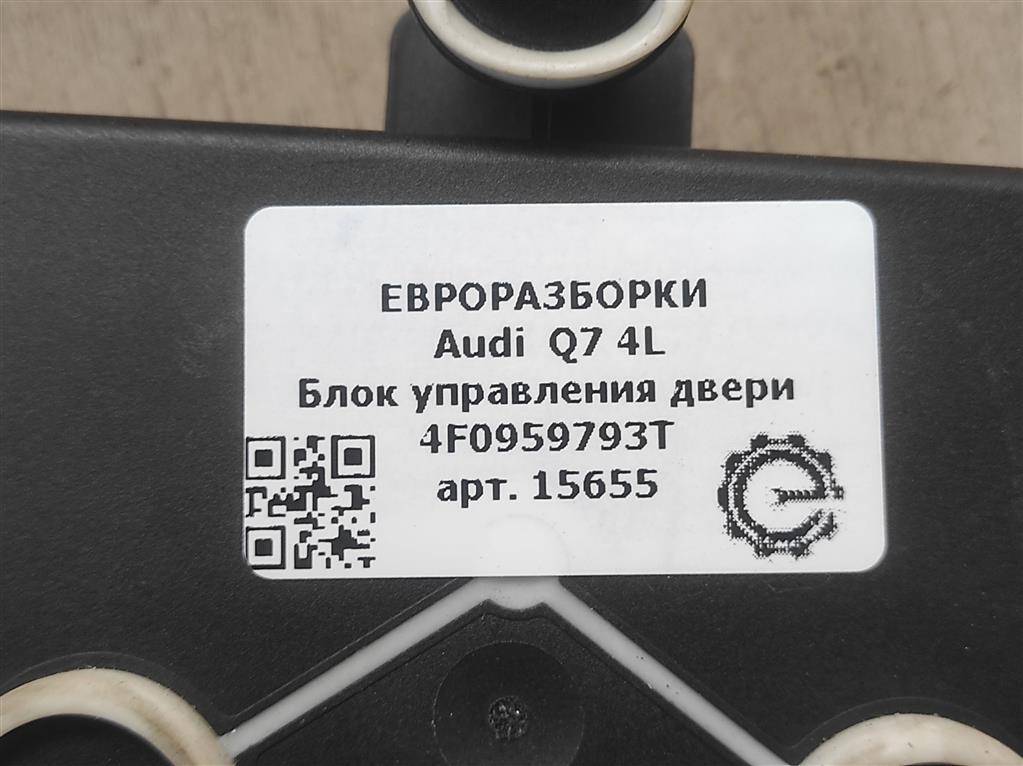 ЕВРОРАЗБОРКИ
Audi Q7 4L
Блок управления двери
4F0959793T
арт. 15655